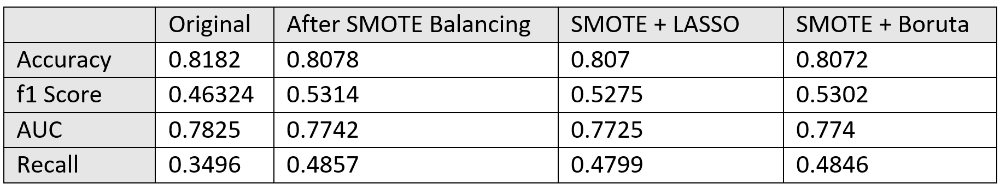 Original After SMOTE Balancing SMOTE + LASSO SMOTE + Boruta
Accuracy 0.8182 0.8078 0.807 0.8072
f1 Score 0.46324 0.5314 0.5275 0.5302
AUC 0.7825 0.7742 0.7725 0.774
Recall 0.3496 0.4857 0.4799 0.4846